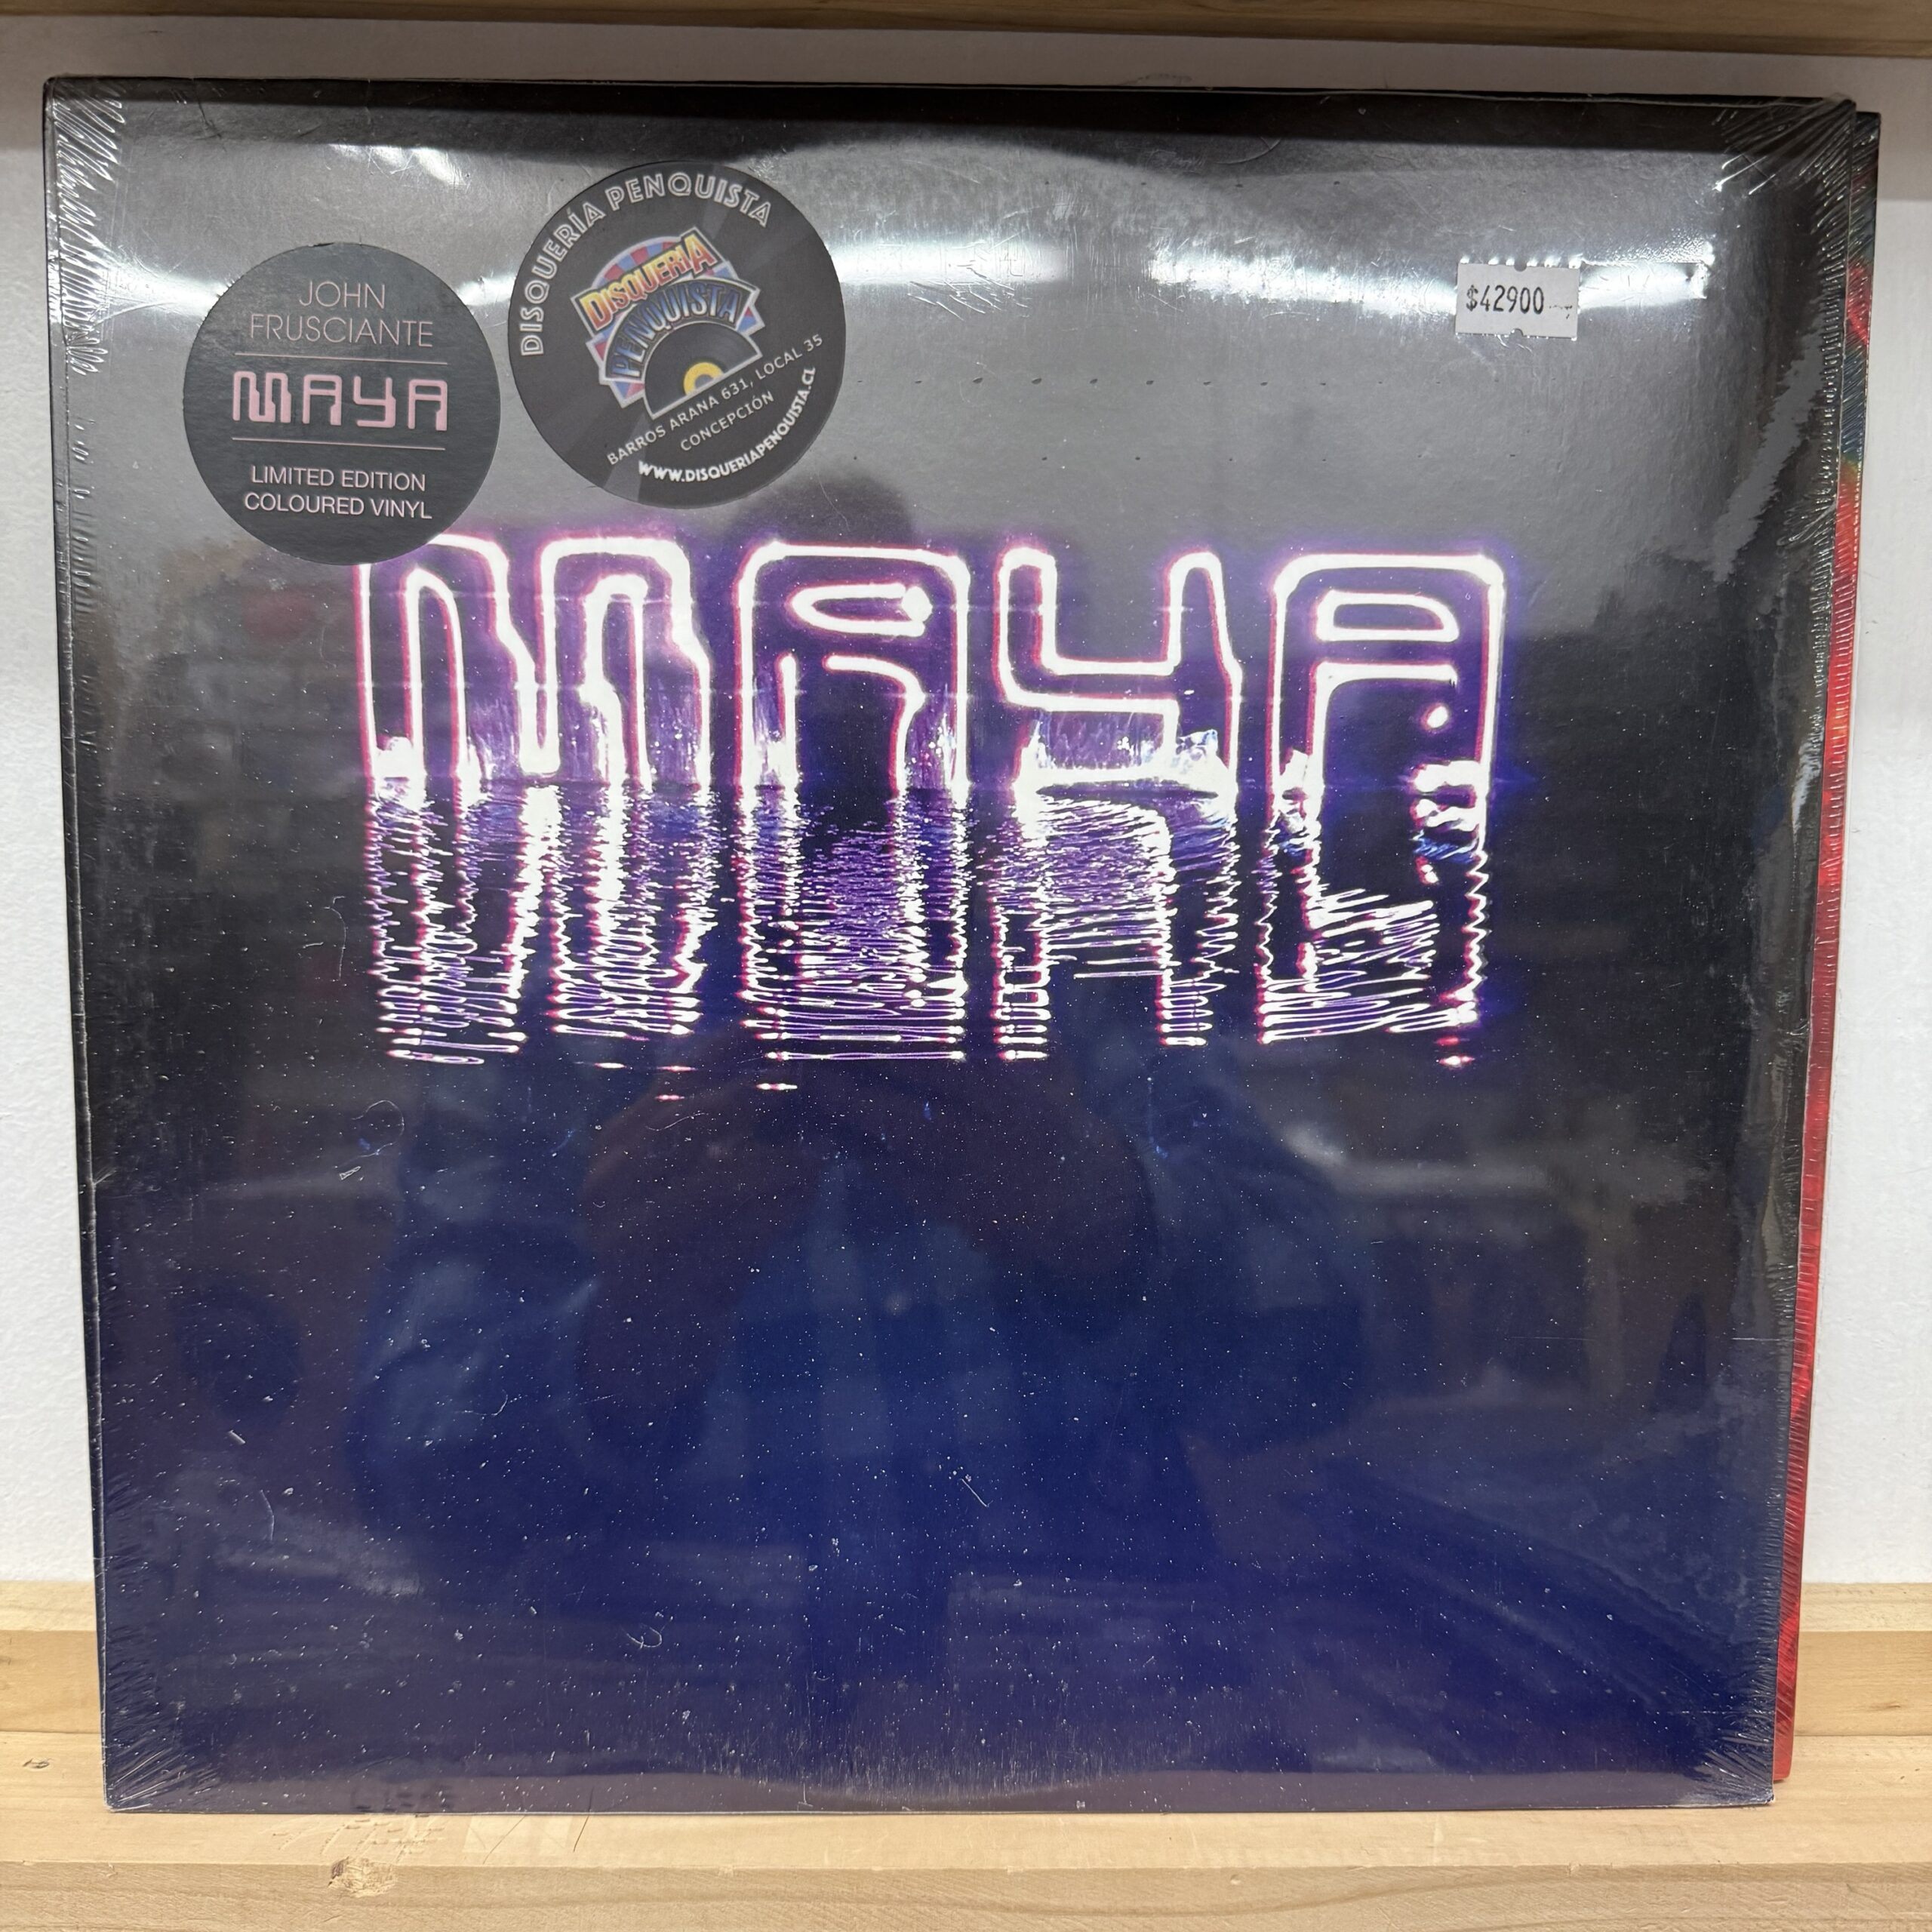 JOHN
FRUSCIANTE
MAYA
LIMITED EDITION
COLOURED VINYL
DISQUERÍA PENQUISTA
DISQUERIA
PENQUISTA
BARROS ARANA 631, LOCAL 35
CONCEPCIÓN
WWW.DISQUERIAPENQUISTA.CL
$42900
MAYA